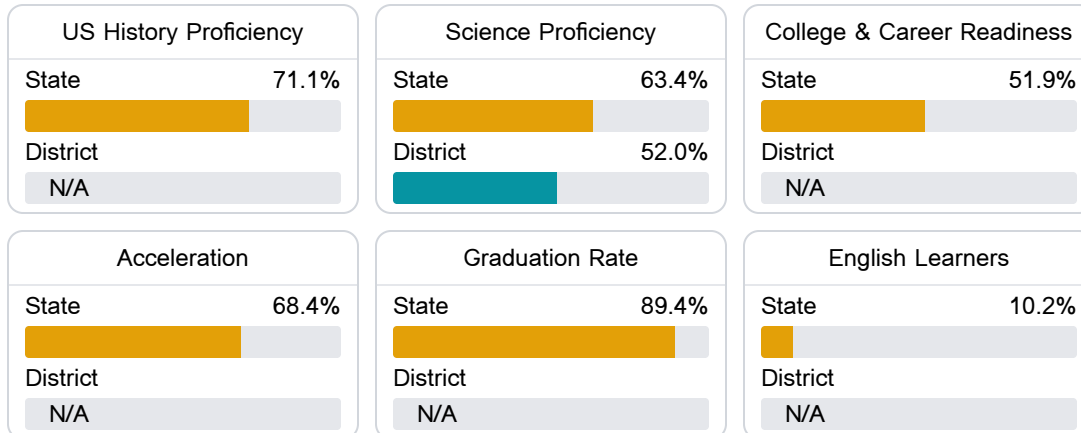 US History Proficiency
State 71.1%
District
N/A
Science Proficiency
State 63.4%
District 52.0%
College & Career Readiness
State 51.9%
District
N/A
Acceleration
State 68.4%
District
N/A
Graduation Rate
State 89.4%
District
N/A
English Learners
State 10.2%
District
N/A